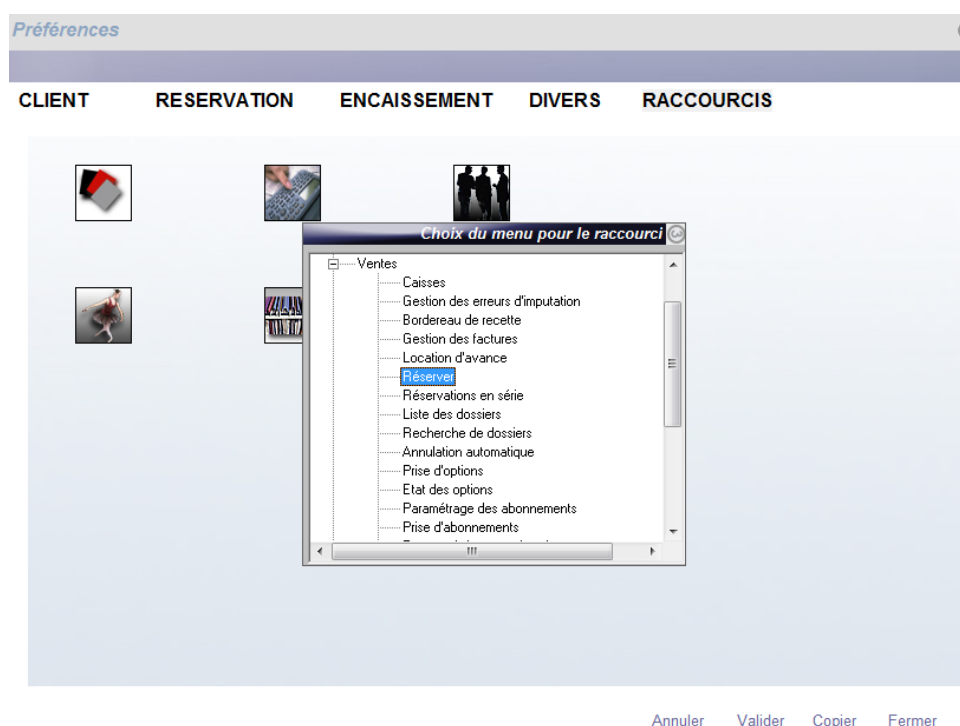 Préférences
CLIENT RESERVATION ENCAISSEMENT DIVERS RACCOURCIS
Choix du menu pour le raccourci
Ventes
Caisses
Gestion des erreurs d'imputation
Bordereau de recette
Gestion des factures
Location d'avance
Réserver
Réservations en série
Liste des dossiers
Recherche de dossiers
Annulation automatique
Prise d'options
Etat des options
Paramétrage des abonnements
Prise d'abonnements
Annuler Valider Copier Fermer